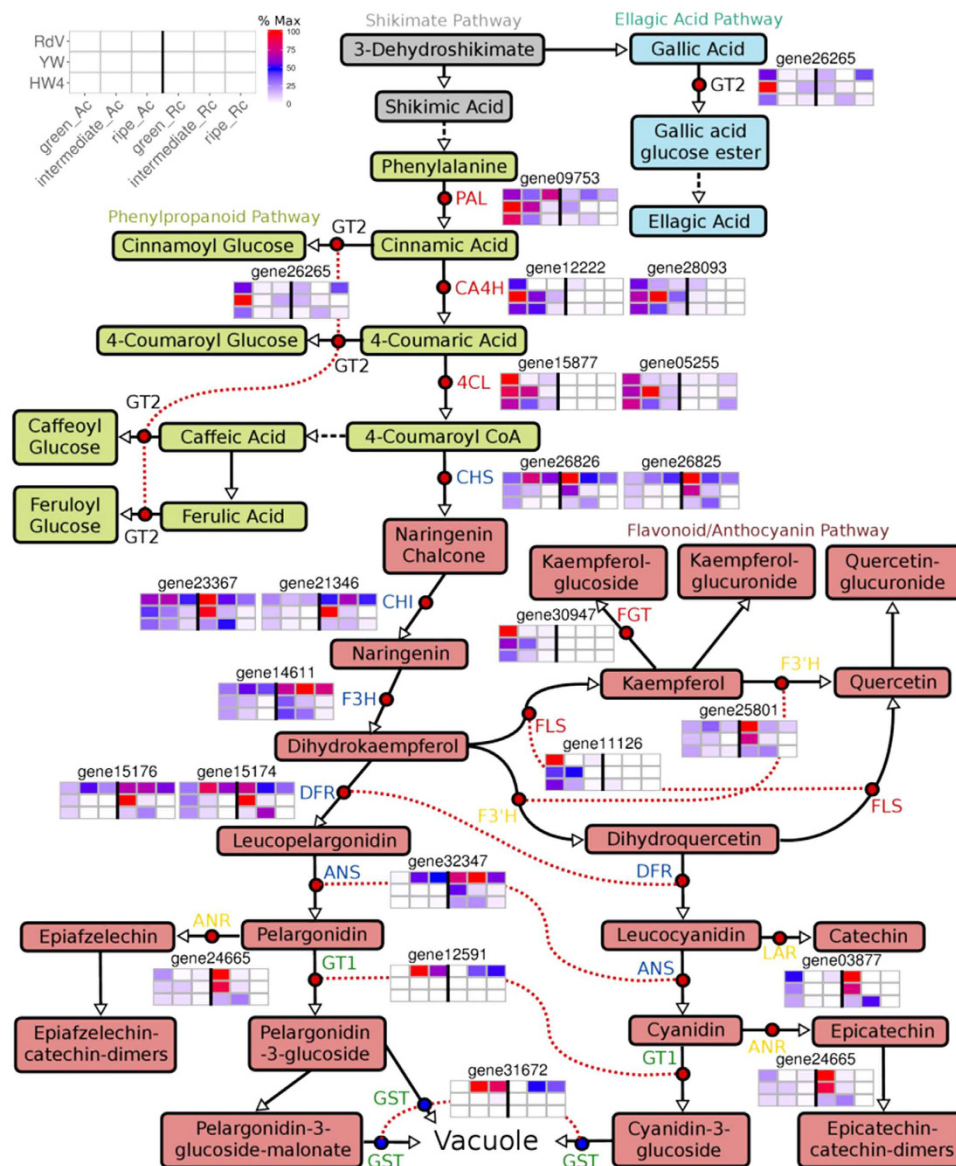 % Max
100
75
50
25
0
RdV
YW
HW4
green_Ac
intermediate_Ac
ripe_Ac
green_Rc
intermediate_Rc
ripe_Rc
Shikimate Pathway
3-Dehydroshikimate
Shikimic Acid
Ellagic Acid Pathway
Gallic Acid
gene26265
GT2
Gallic acid
glucose ester
Ellagic Acid
Phenylalanine
gene09753
PAL
Phenylpropanoid Pathway
GT2
Cinnamoyl Glucose
Cinnamic Acid
gene26265
gene12222
gene28093
CA4H
4-Coumaroyl Glucose
4-Coumaric Acid
GT2
gene15877
gene05255
4CL
GT2
Caffeoyl
Glucose
Caffeic Acid
4-Coumaroyl CoA
gene26826
gene26825
CHS
Feruloyl
Glucose
Ferulic Acid
GT2
Naringenin
Chalcone
Flavonoid/Anthocyanin Pathway
Kaempferol-
glucoside
Kaempferol-
glucuronide
Quercetin-
glucuronide
gene23367
gene21346
CHI
gene30947
FGT
Naringenin
gene14611
F3H
Kaempferol
F3'H
Quercetin
gene25801
FLS
Dihydrokaempferol
gene11126
gene15176
gene15174
DFR
F3'H
FLS
Leucopelargonidin
Dihydroquercetin
gene32347
ANS
DFR
ANR
Epiafzelechin
Pelargonidin
gene24665
GT1
gene12591
Leucocyanidin
LAR
Catechin
ANS
gene03877
Epiafzelechin-
catechin-dimers
Pelargonidin
-3-glucoside
Cyanidin
ANR
Epicatechin
GT1
gene24665
gene31672
GST
Pelargonidin-3-
glucoside-malonate
GST
Vacuole
GST
Cyanidin-3-
glucoside
Epicatechin-
catechin-dimers